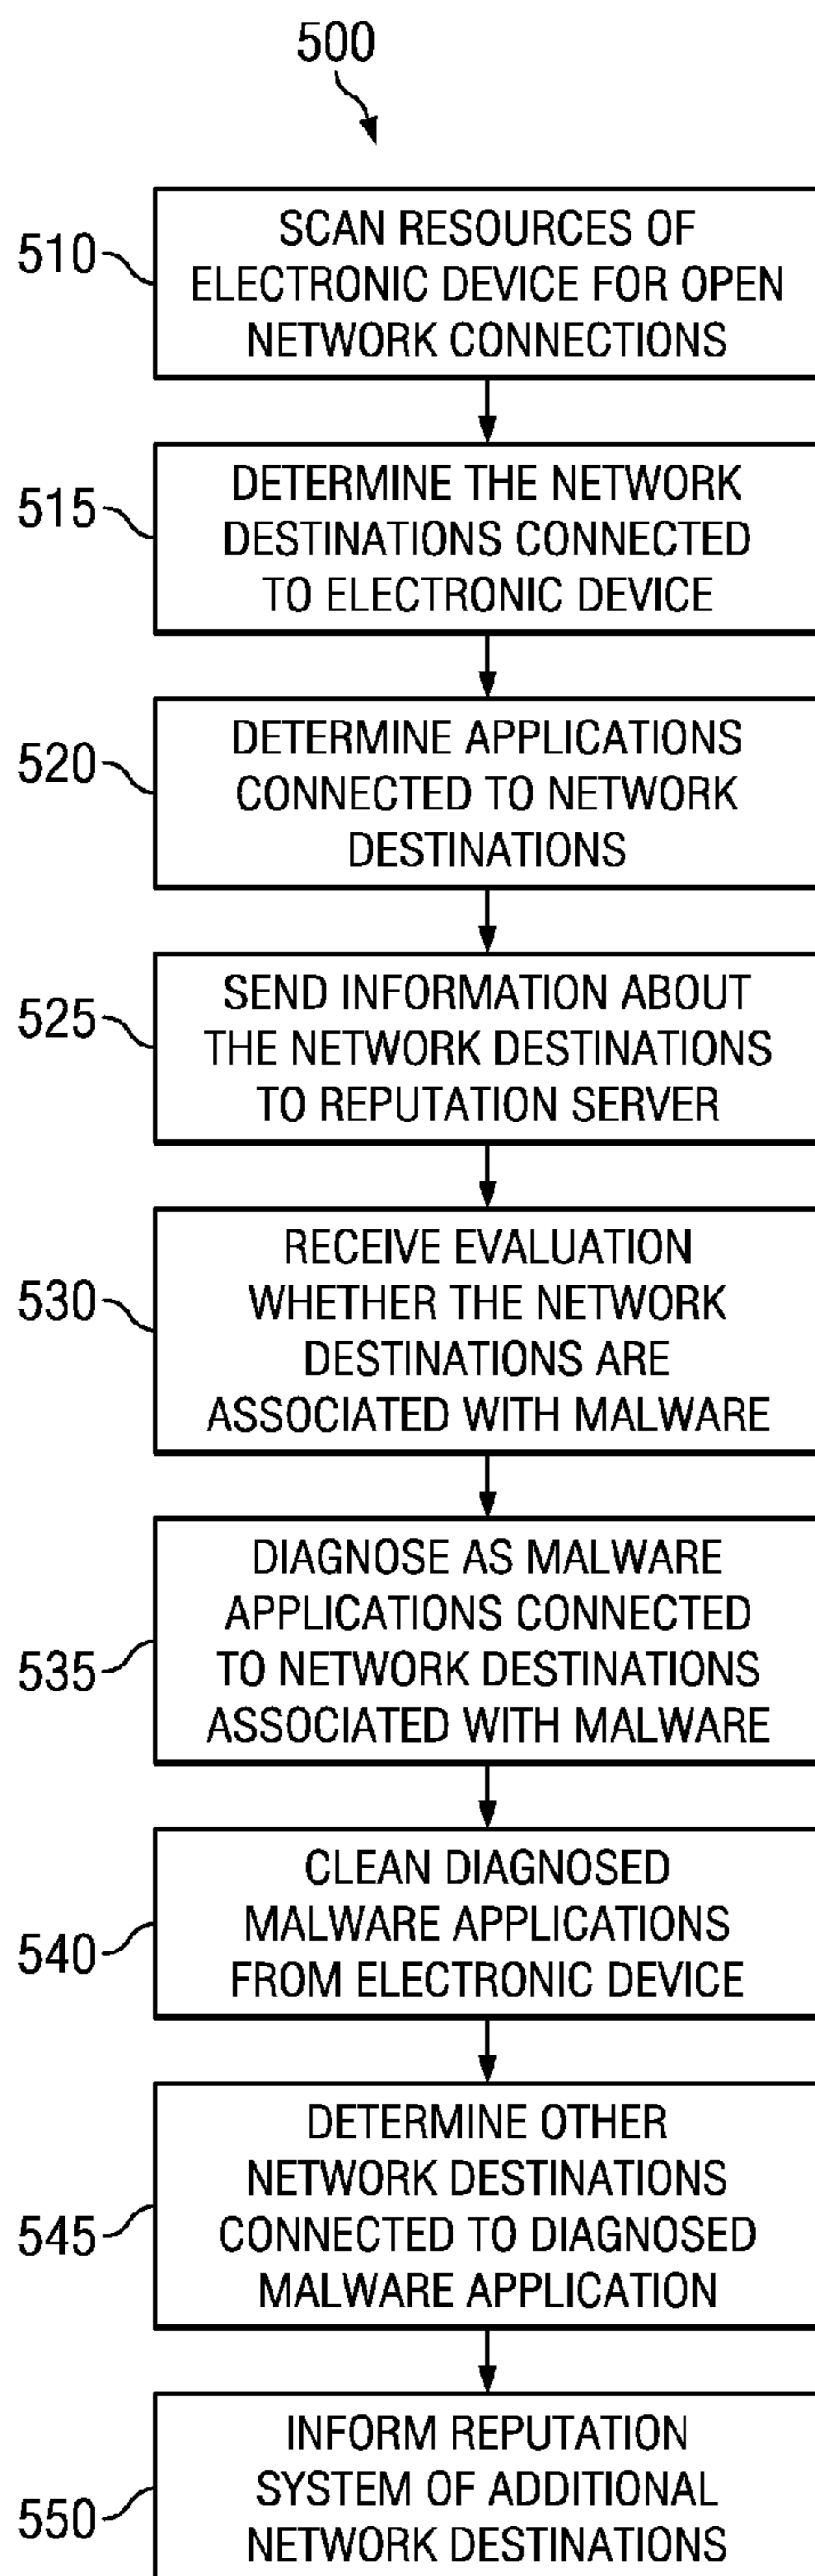 500
510
SCAN RESOURCES OF
ELECTRONIC DEVICE FOR OPEN
NETWORK CONNECTIONS
515
DETERMINE THE NETWORK
DESTINATIONS CONNECTED
TO ELECTRONIC DEVICE
520
DETERMINE APPLICATIONS
CONNECTED TO NETWORK
DESTINATIONS
525
SEND INFORMATION ABOUT
THE NETWORK DESTINATIONS
TO REPUTATION SERVER
530
RECEIVE EVALUATION
WHETHER THE NETWORK
DESTINATIONS ARE
ASSOCIATED WITH MALWARE
535
DIAGNOSE AS MALWARE
APPLICATIONS CONNECTED
TO NETWORK DESTINATIONS
ASSOCIATED WITH MALWARE
540
CLEAN DIAGNOSED
MALWARE APPLICATIONS
FROM ELECTRONIC DEVICE
545
DETERMINE OTHER
NETWORK DESTINATIONS
CONNECTED TO DIAGNOSED
MALWARE APPLICATION
550
INFORM REPUTATION
SYSTEM OF ADDITIONAL
NETWORK DESTINATIONS